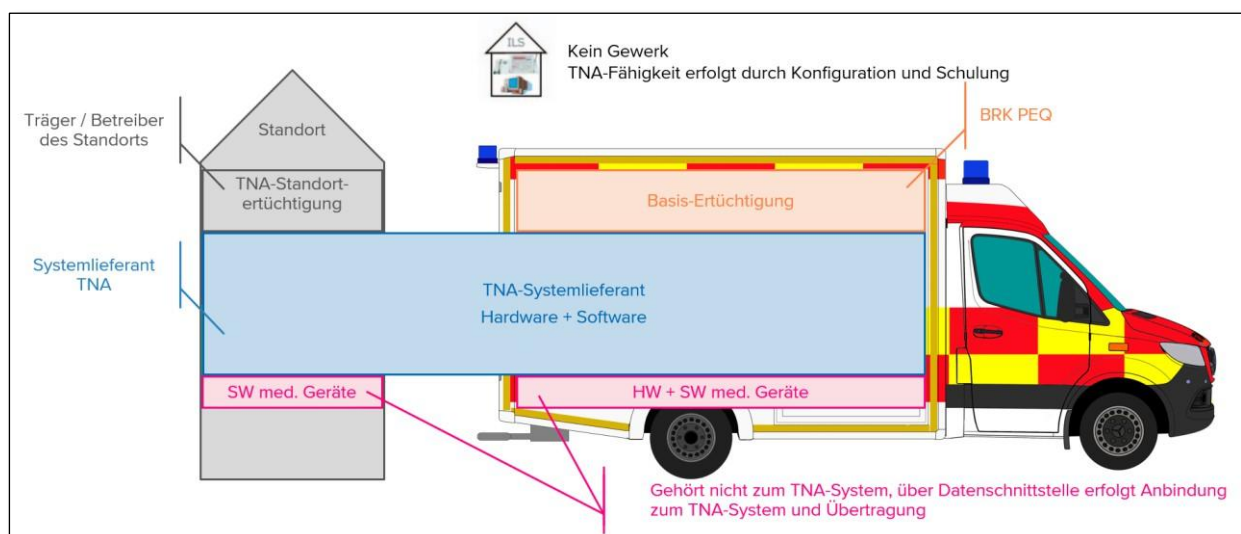 ILS
Kein Gewerk
TNA-Fähigkeit erfolgt durch Konfiguration und Schulung
Träger / Betreiber
des Standorts
Standort
BRK PEQ
TNA-Standort-
ertüchtigung
Basis-Ertüchtigung
Systemlieferant
TNA
TNA-Systemlieferant
Hardware + Software
SW med. Geräte
HW + SW med. Geräte
Gehört nicht zum TNA-System, über Datenschnittstelle erfolgt Anbindung
zum TNA-System und Übertragung